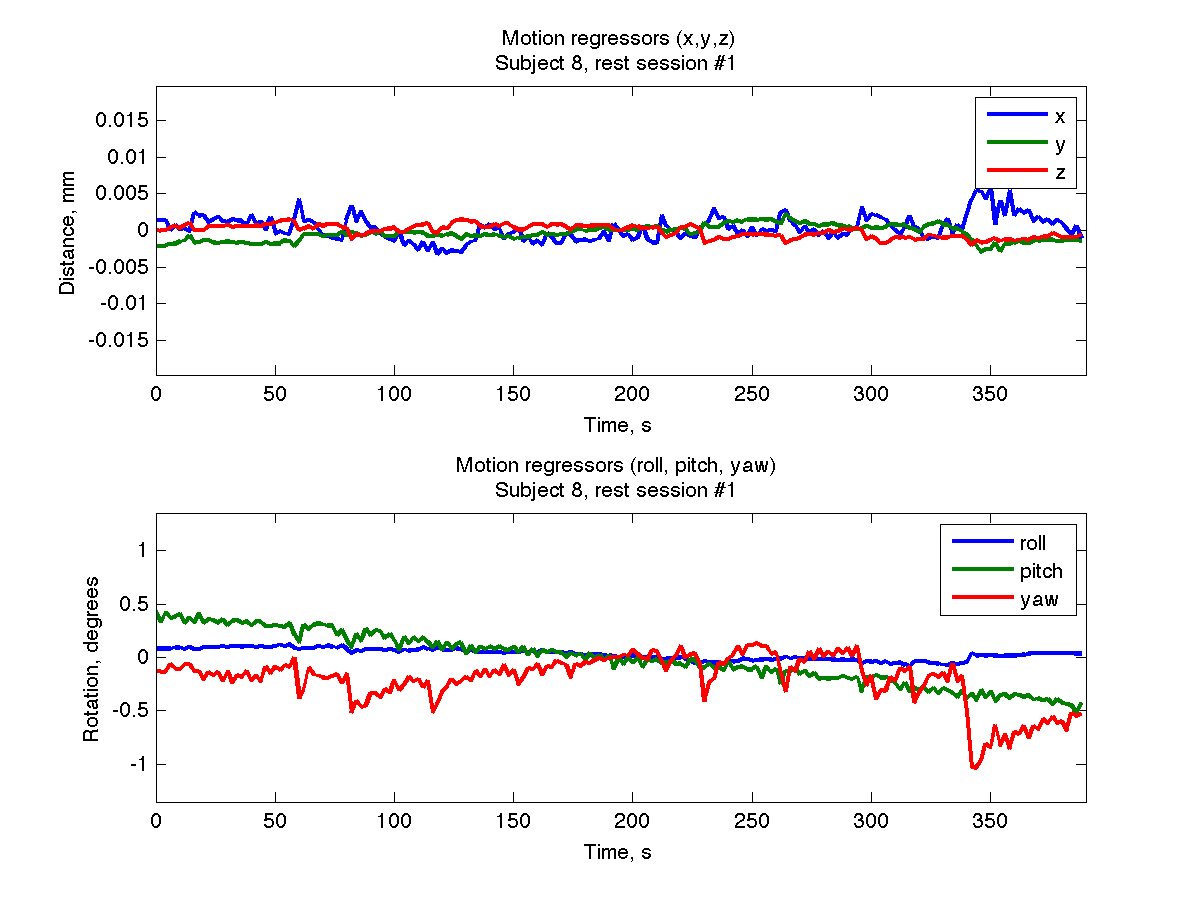 Motion regressors (x,y,z)
Subject 8, rest session #1
0.015
0.01
0.005
0
-0.005
-0.01
-0.015
Distance, mm
x
y
z
0 50 100 150 200 250 300 350
Time, s
Motion regressors (roll, pitch, yaw)
Subject 8, rest session #1
1
0.5
0
-0.5
-1
Rotation, degrees
roll
pitch
yaw
0 50 100 150 200 250 300 350
Time, s